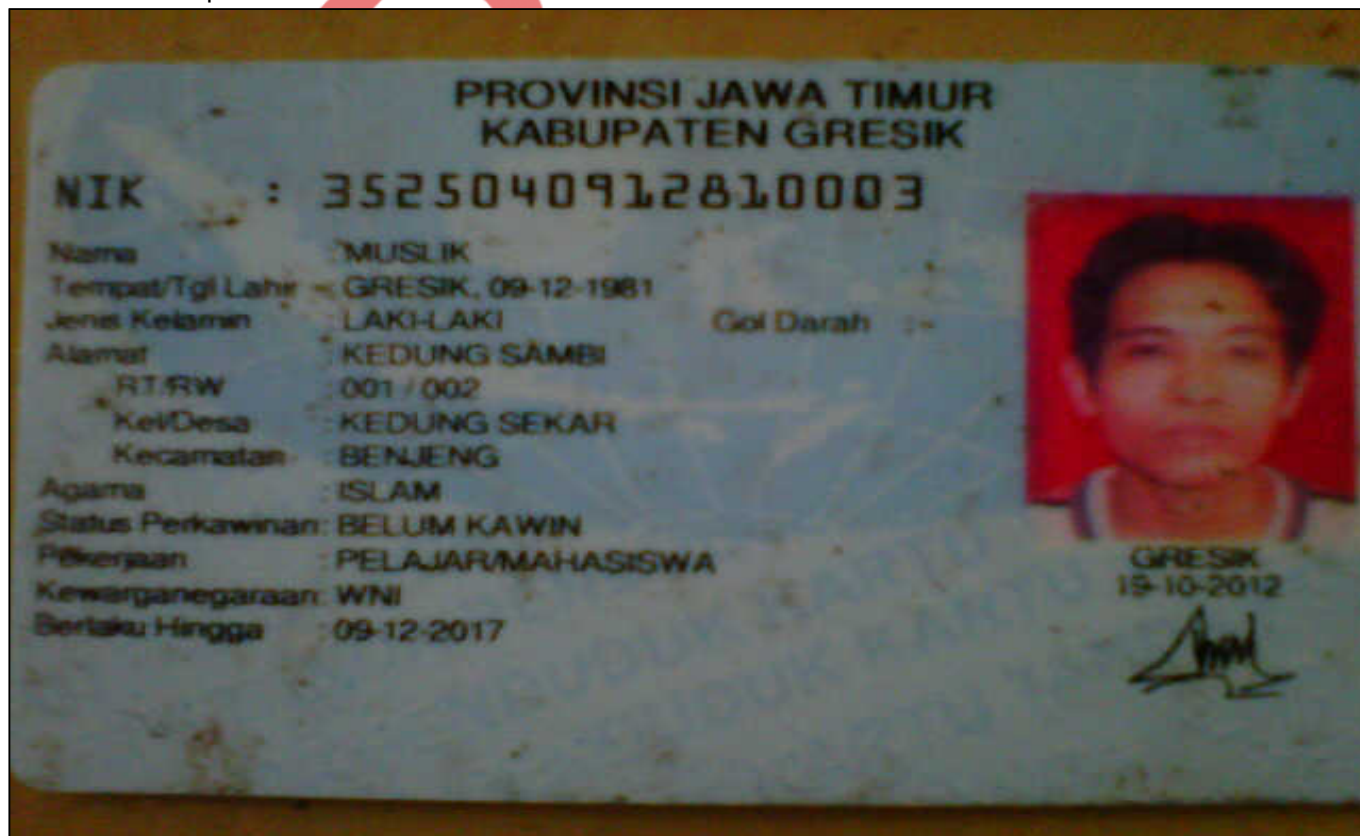 PROVINSI JAWA TIMUR
KABUPATEN GRESIK
NIK : 3525040912810003
Nama : MUSLIK
Tempat/Tgl Lahir : GRESIK, 09-12-1981
Jenis Kelamin : LAKI-LAKI Gol Darah :-
Alamat : KEDUNG SAMBI
RT/RW : 001 / 002
Kel/Desa : KEDUNG SEKAR
Kecamatan : BENJENG
Agama : ISLAM
Status Perkawinan: BELUM KAWIN
Pekerjaan : PELAJAR/MAHASISWA
Kewarganegaraan: WNI
Berlaku Hingga : 09-12-2017
GRESIK
19-10-2012